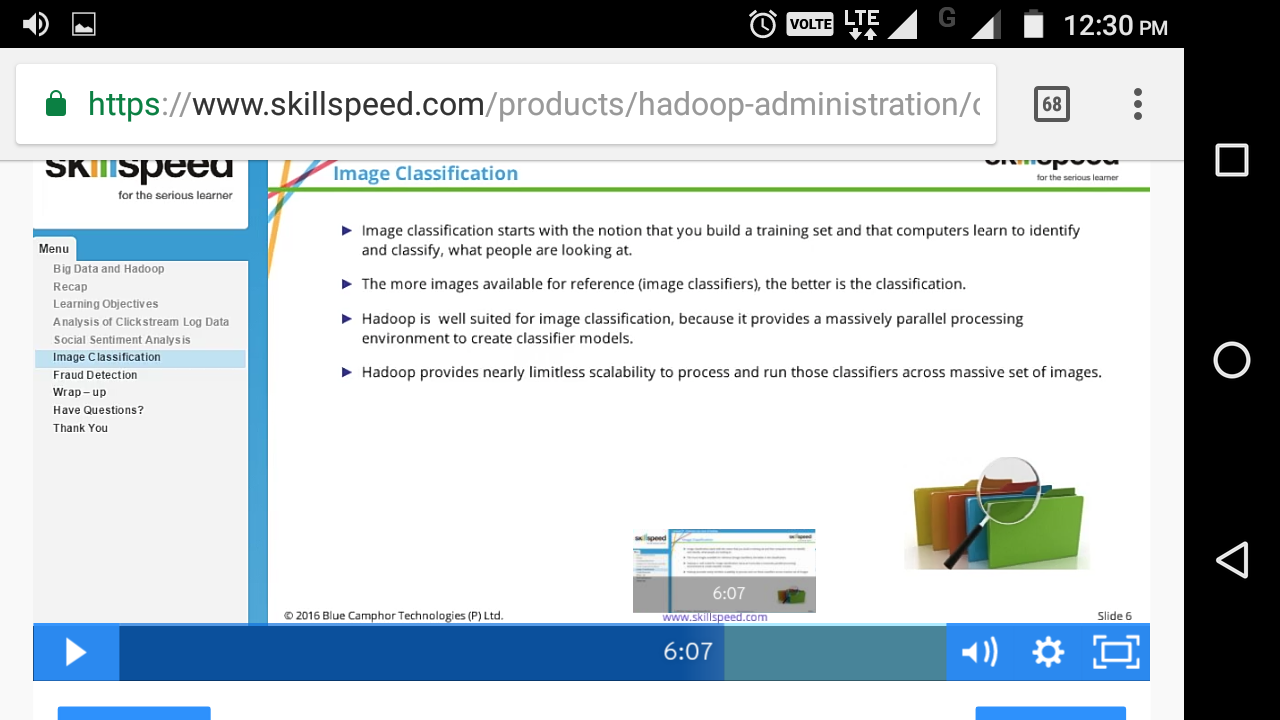 VOLTE LTE G 12:30 PM
https://www.skillspeed.com/products/hadoop-administration/
68
skillspeed
for the serious learner
Menu
Big Data and Hadoop
Recap
Learning Objectives
Analysis of Clickstream Log Data
Social Sentiment Analysis
Image Classification
Fraud Detection
Wrap – up
Have Questions?
Thank You
Image Classification
skillspeed
for the serious learner
► Image classification starts with the notion that you build a training set and that computers learn to identify
and classify, what people are looking at.
► The more images available for reference (image classifiers), the better is the classification.
► Hadoop is well suited for image classification, because it provides a massively parallel processing
environment to create classifier models.
► Hadoop provides nearly limitless scalability to process and run those classifiers across massive set of images.
skillspeed
Image Classification
skillspeed
6:07
© 2016 Blue Camphor Technologies (P) Ltd.
www.skillspeed.com
Slide 6
6:07